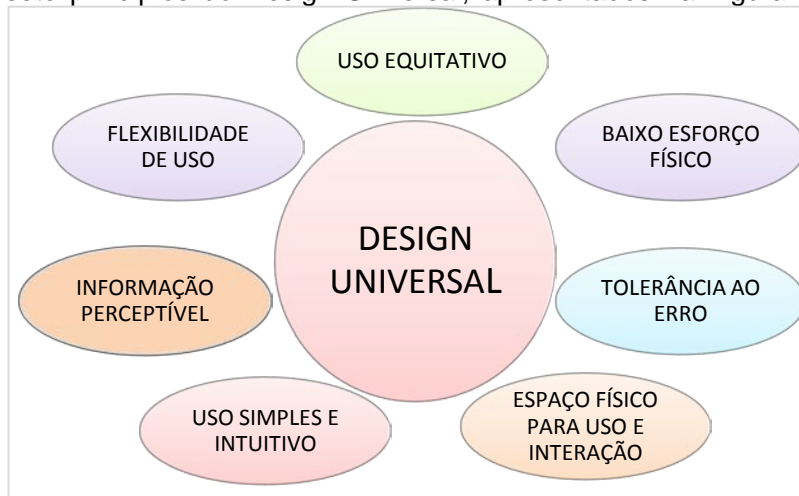 USO EQUITATIVO
FLEXIBILIDADE
DE USO
BAIXO ESFORÇO
FÍSICO
DESIGN
UNIVERSAL
INFORMAÇÃO
PERCEPTÍVEL
TOLERÂNCIA AO
ERRO
USO SIMPLES E
INTUITIVO
ESPAÇO FÍSICO
PARA USO E
INTERAÇÃO